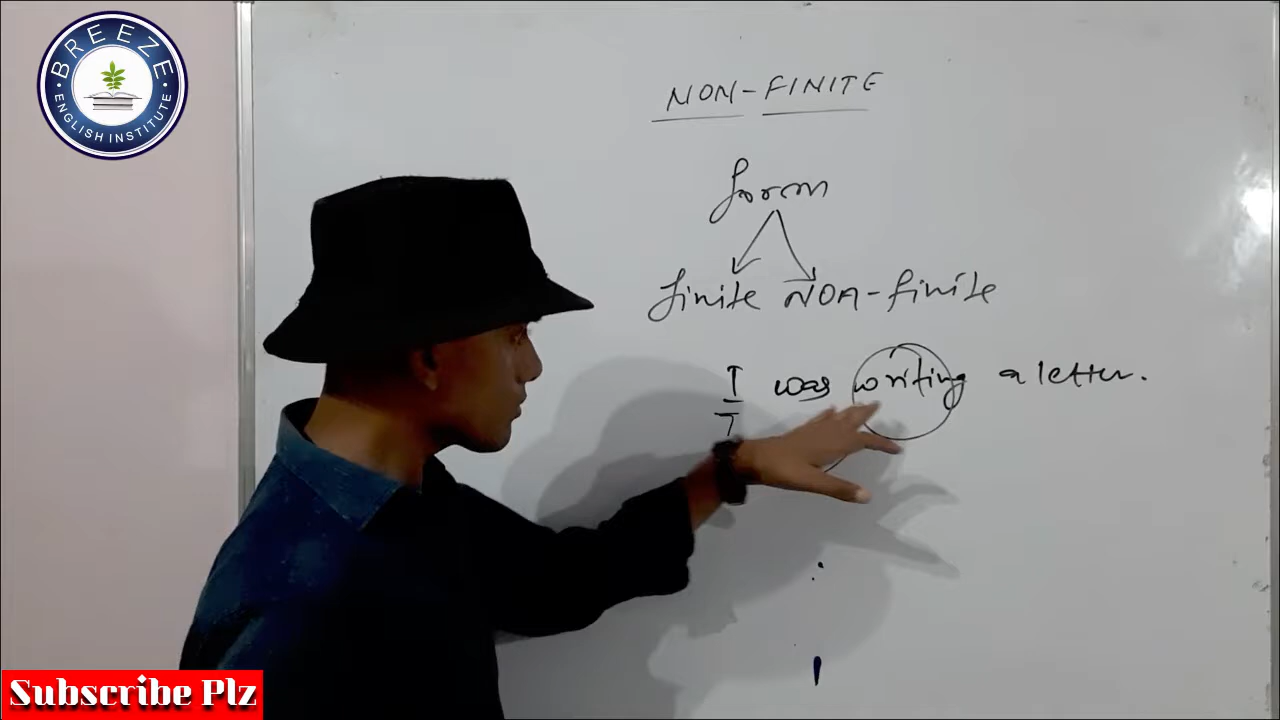 BREEZE
ENGLISH INSTITUTE
NON-FINITE
form
finite NON-finite
I was writing a letter.
Subscribe Plz